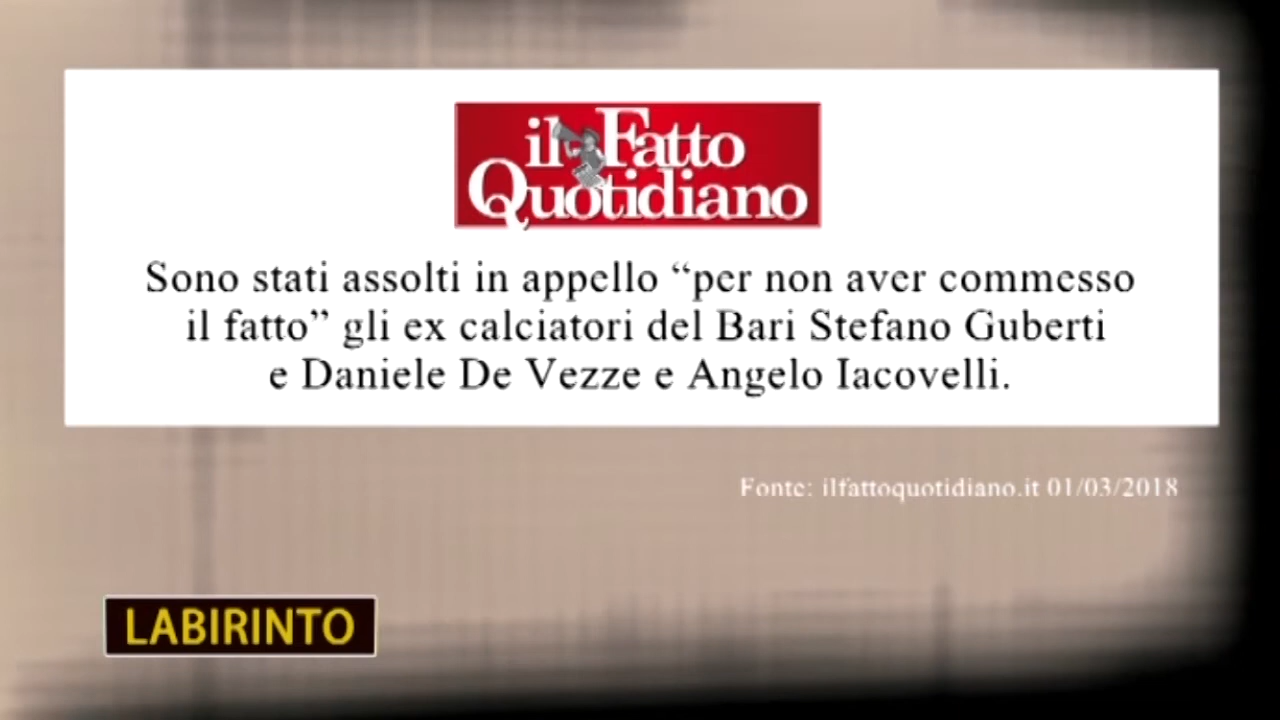 il Fatto
Quotidiano
Sono stati assolti in appello “per non aver commesso
il fatto” gli ex calciatori del Bari Stefano Guberti
e Daniele De Vezze e Angelo Iacovelli.
Fonte: ilfattoquotidiano.it 01/03/2018
LABIRINTO